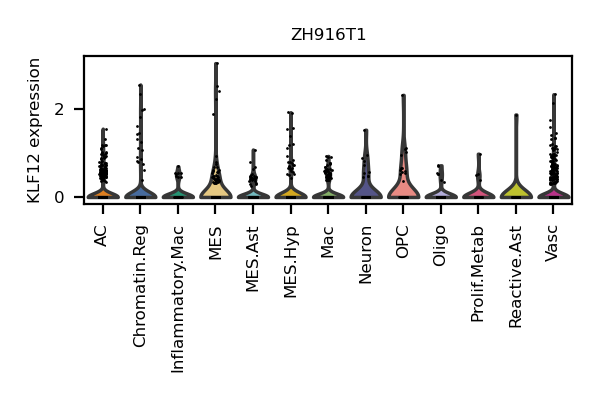 ZH916T1
KLF12 expression
2
0
AC
Chromatin.Reg
Inflammatory.Mac
MES
MES.Ast
MES.Hyp
Mac
Neuron
OPC
Oligo
Prolif.Metab
Reactive.Ast
Vasc